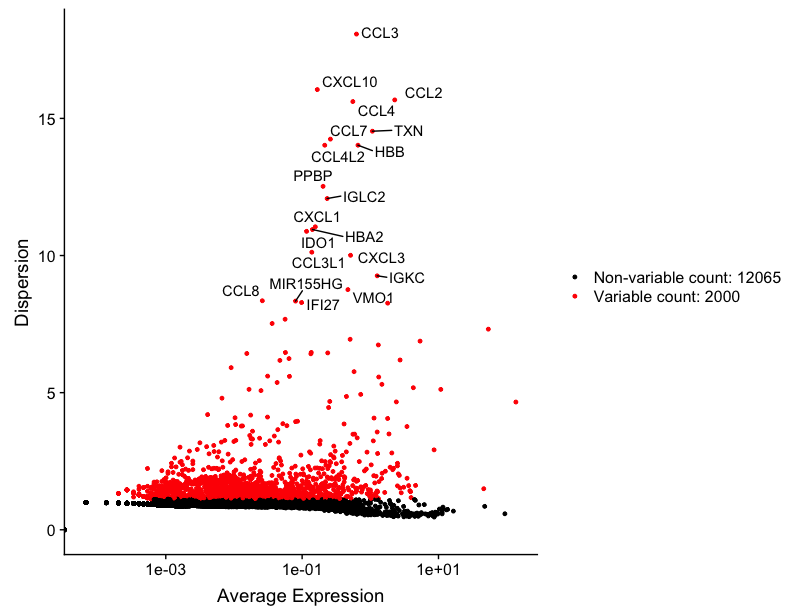 CCL3
CXCL10
CCL2
CCL4
CCL7
TXN
HBB
CCL4L2
PPBP
IGLC2
CXCL1
HBA2
IDO1
CXCL3
CCL3L1
IGKC
MIR155HG
CCL8
VMO1
IFI27
15
10
5
0
Dispersion
1e-03
1e-01
1e+01
Average Expression
Non-variable count: 12065
Variable count: 2000